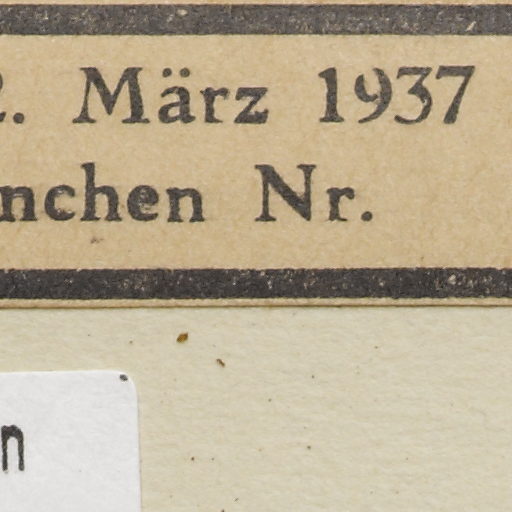 2. März 1937
nchen Nr.
n